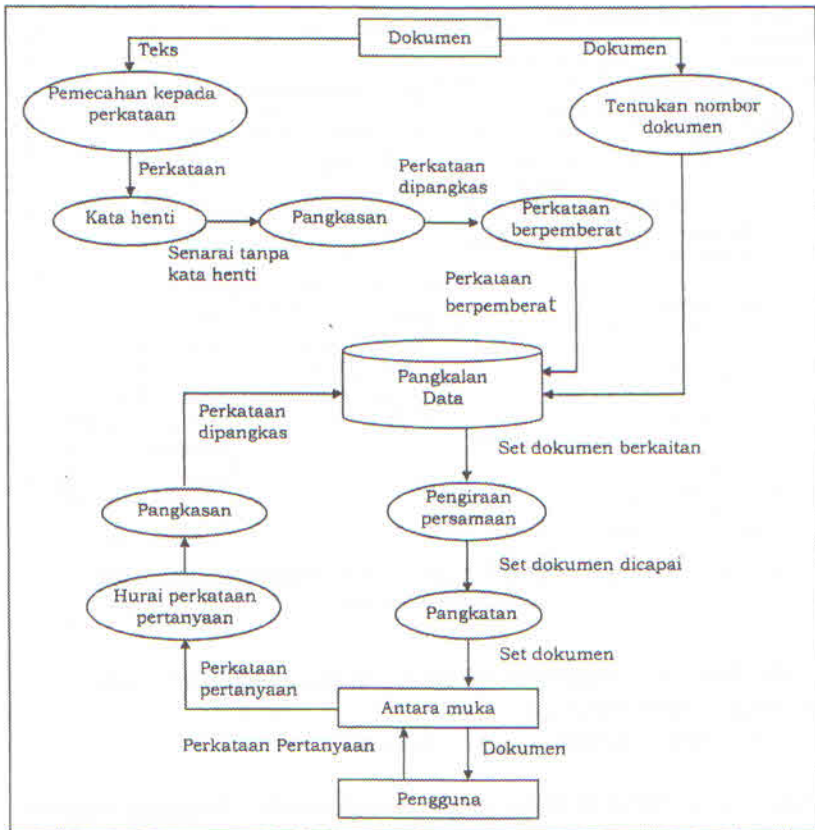 Dokumen
Teks
Dokumen
Pemecahan kepada
perkataan
Tentukan nombor
dokumen
Perkataan
Perkataan
dipangkas
Kata henti
Pangkasan
Perkataan
berpemberat
Senarai tanpa
kata henti
Perkataan
berpemberat
Pangkalan
Data
Perkataan
dipangkas
Set dokumen berkaitan
Pangkasan
Pengiraan
persamaan
Set dokumen dicapai
Hurai perkataan
pertanyaan
Pangkatan
Set dokumen
Perkataan
pertanyaan
Antara muka
Perkataan Pertanyaan
Dokumen
Pengguna